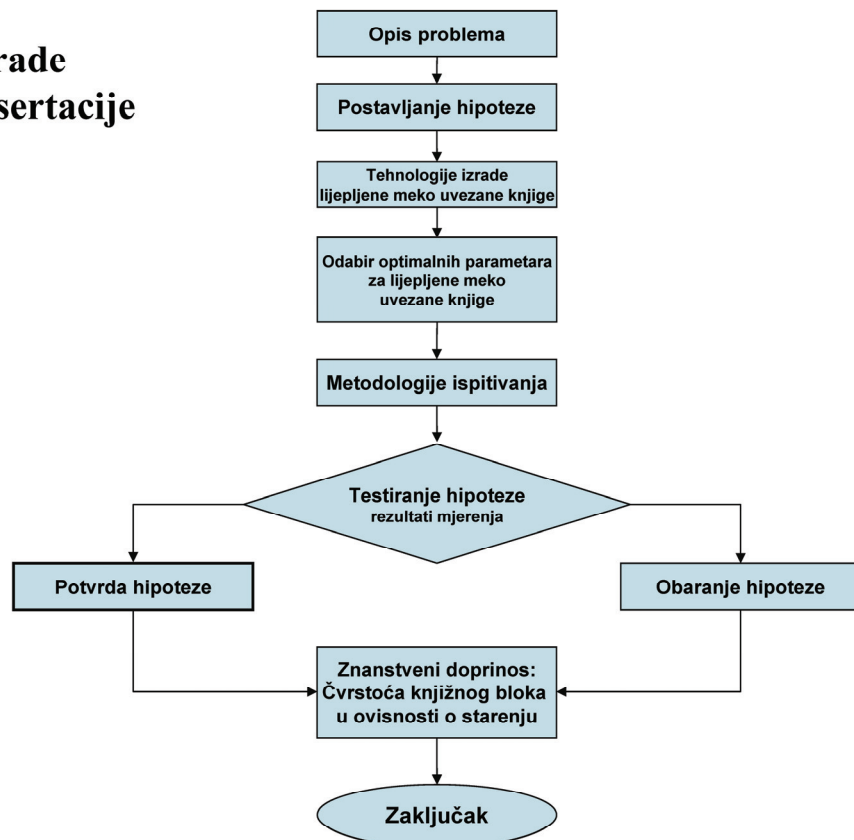 rade
sertacije
Opis problema
Postavljanje hipoteze
Tehnologije izrade
lijepljene meko uvezane knjige
Odabir optimalnih parametara
za lijepljene meko
uvezane knjige
Metodologije ispitivanja
Testiranje hipoteze
rezultati mjerenja
Potvrda hipoteze
Obaranje hipoteze
Znanstveni doprinos:
Čvrstoća knjižnog bloka
u ovisnosti o starenju
Zaključak